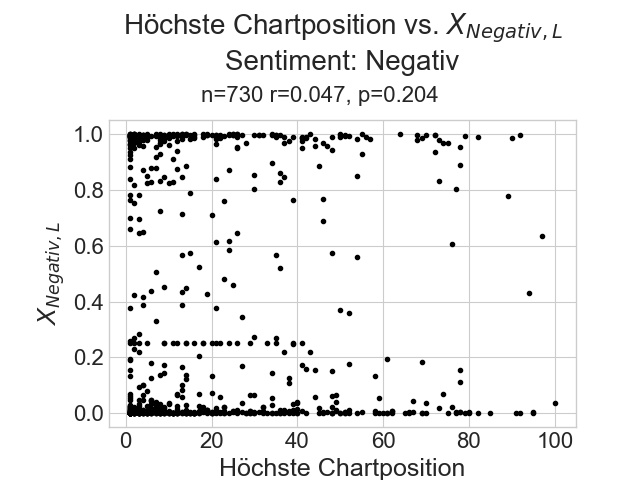 Höchste Chartposition vs. X_{Negativ, L}
Sentiment: Negativ
n=730 r=0.047, p=0.204
1.0
0.8
0.6
0.4
0.2
0.0
X_{Negativ, L}
0 20 40 60 80 100
Höchste Chartposition